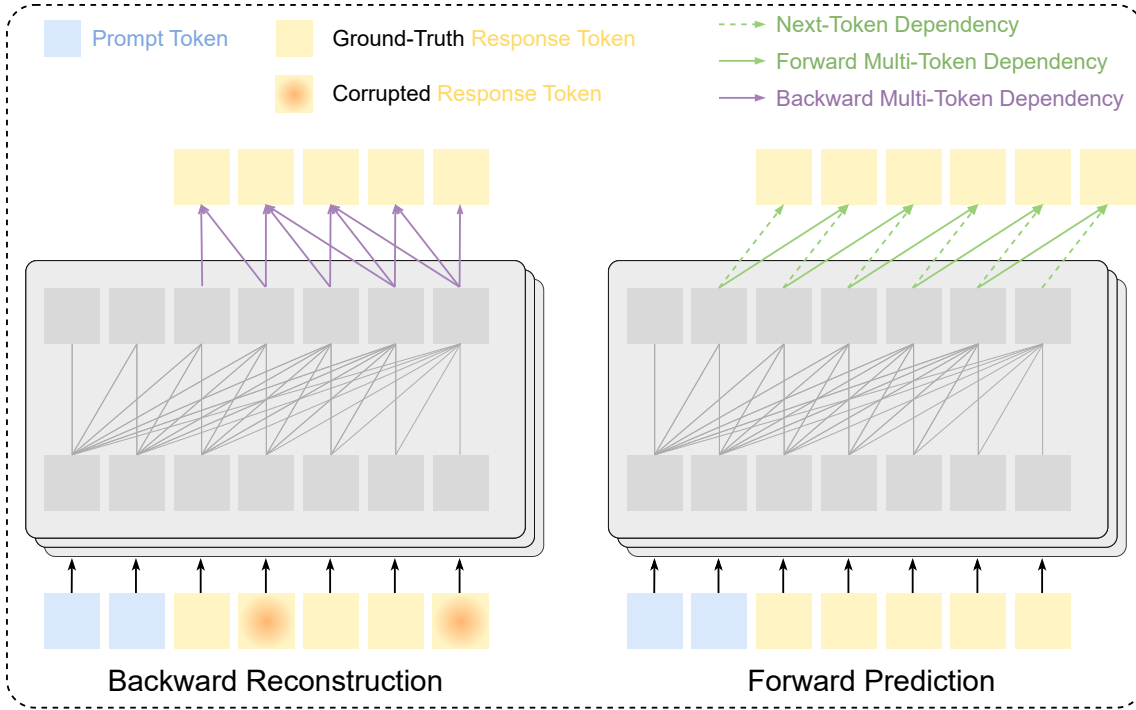 Prompt Token
Ground-Truth Response Token
Corrupted Response Token
Next-Token Dependency
Forward Multi-Token Dependency
Backward Multi-Token Dependency
Backward Reconstruction
Forward Prediction